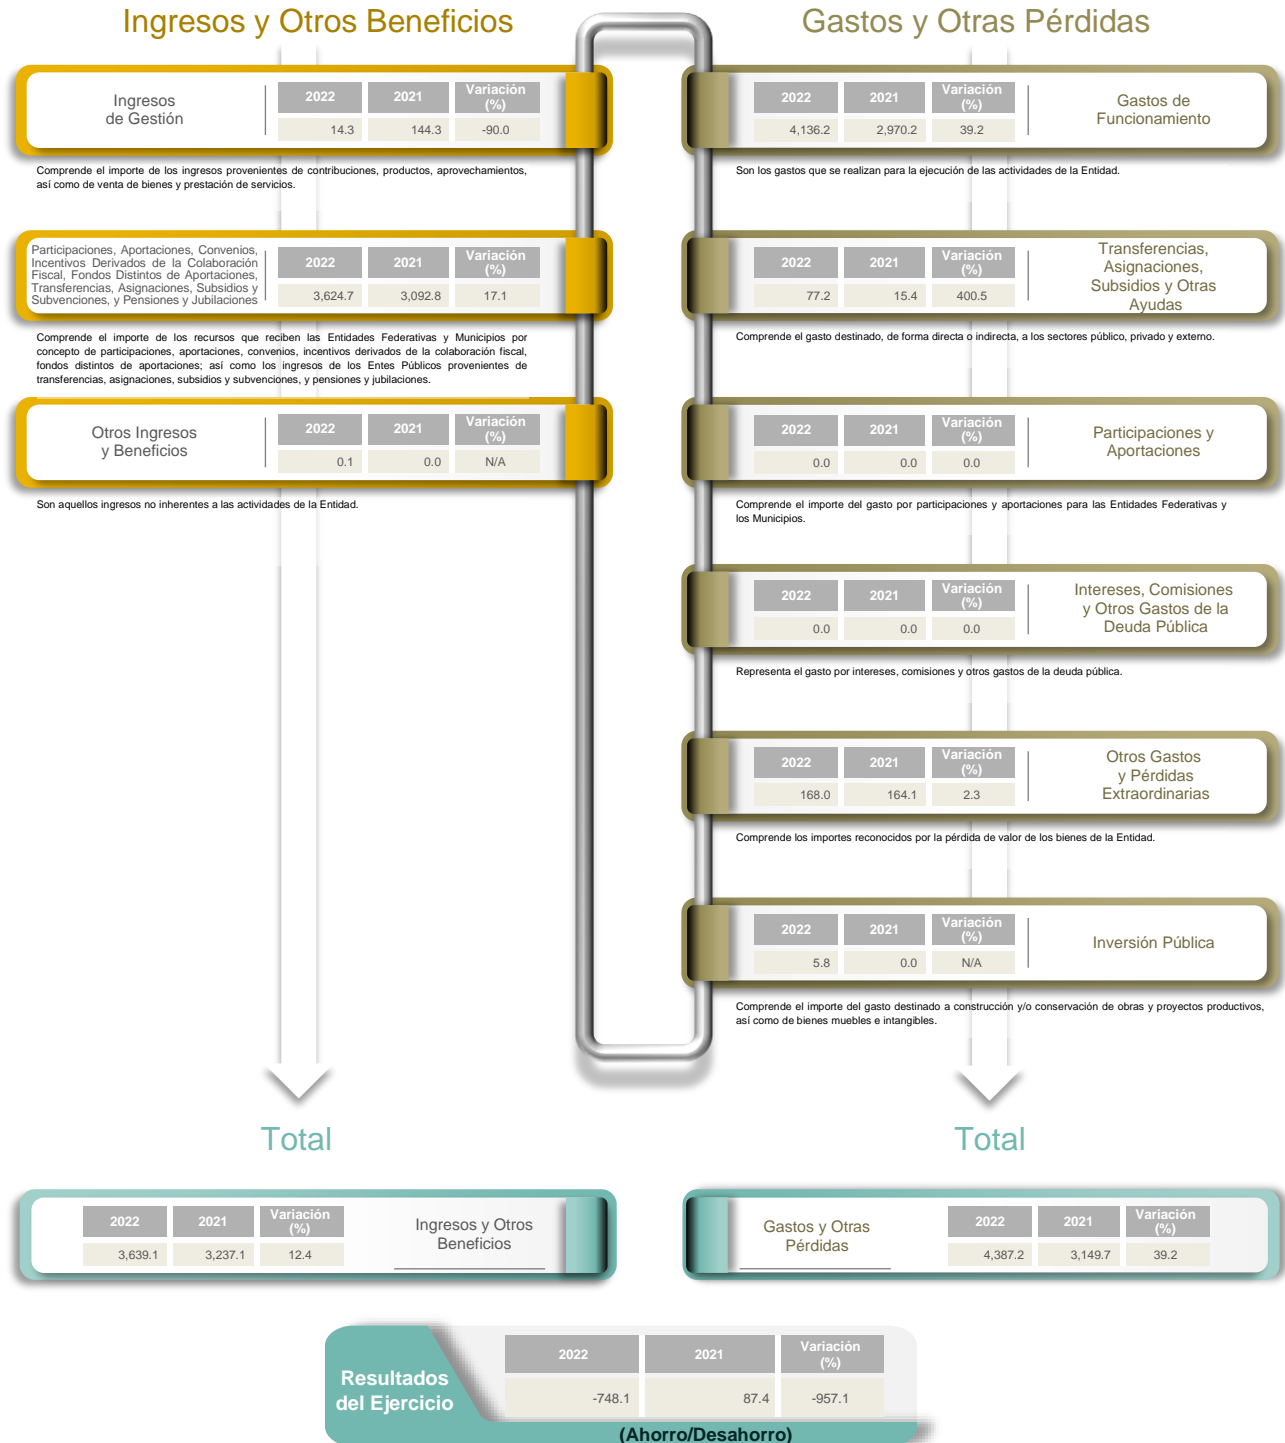 Ingresos y Otros Beneficios
Ingresos
de Gestión
2022 2021 Variación (%)
14.3 144.3 -90.0
Comprende el importe de los ingresos provenientes de contribuciones, productos, aprovechamientos,
así como de venta de bienes y prestación de servicios.
Participaciones, Aportaciones, Convenios,
Incentivos Derivados de la Colaboración
Fiscal, Fondos Distintos de Aportaciones,
Transferencias, Asignaciones, Subsidios y
Subvenciones, y Pensiones y Jubilaciones
2022 2021 Variación (%)
3,624.7 3,092.8 17.1
Comprende el importe de los recursos que reciben las Entidades Federativas y Municipios por
concepto de participaciones, aportaciones, convenios, incentivos derivados de la colaboración fiscal,
fondos distintos de aportaciones; así como los ingresos de los Entes Públicos provenientes de
transferencias, asignaciones, subsidios y subvenciones, y pensiones y jubilaciones.
Otros Ingresos
y Beneficios
2022 2021 Variación (%)
0.1 0.0 N/A
Son aquellos ingresos no inherentes a las actividades de la Entidad.
Gastos y Otras Pérdidas
2022 2021 Variación (%)
4,136.2 2,970.2 39.2
Gastos de
Funcionamiento
Son los gastos que se realizan para la ejecución de las actividades de la Entidad.
2022 2021 Variación (%)
77.2 15.4 400.5
Transferencias,
Asignaciones,
Subsidios y Otras
Ayudas
Comprende el gasto destinado, de forma directa o indirecta, a los sectores público, privado y externo.
2022 2021 Variación (%)
0.0 0.0 0.0
Participaciones y
Aportaciones
Comprende el importe del gasto por participaciones y aportaciones para las Entidades Federativas y
los Municipios.
2022 2021 Variación (%)
0.0 0.0 0.0
Intereses, Comisiones
y Otros Gastos de la
Deuda Pública
Representa el gasto por intereses, comisiones y otros gastos de la deuda pública.
2022 2021 Variación (%)
168.0 164.1 2.3
Otros Gastos
y Pérdidas
Extraordinarias
Comprende los importes reconocidos por la pérdida de valor de los bienes de la Entidad.
2022 2021 Variación (%)
5.8 0.0 N/A
Inversión Pública
Comprende el importe del gasto destinado a construcción y/o conservación de obras y proyectos productivos,
así como de bienes muebles e intangibles.
Total
2022 2021 Variación (%)
3,639.1 3,237.1 12.4
Ingresos y Otros
Beneficios
Total
Gastos y Otras
Pérdidas
2022 2021 Variación (%)
4,387.2 3,149.7 39.2
Resultados
del Ejercicio
2022 2021 Variación (%)
-748.1 87.4 -957.1
(Ahorro/Desahorro)